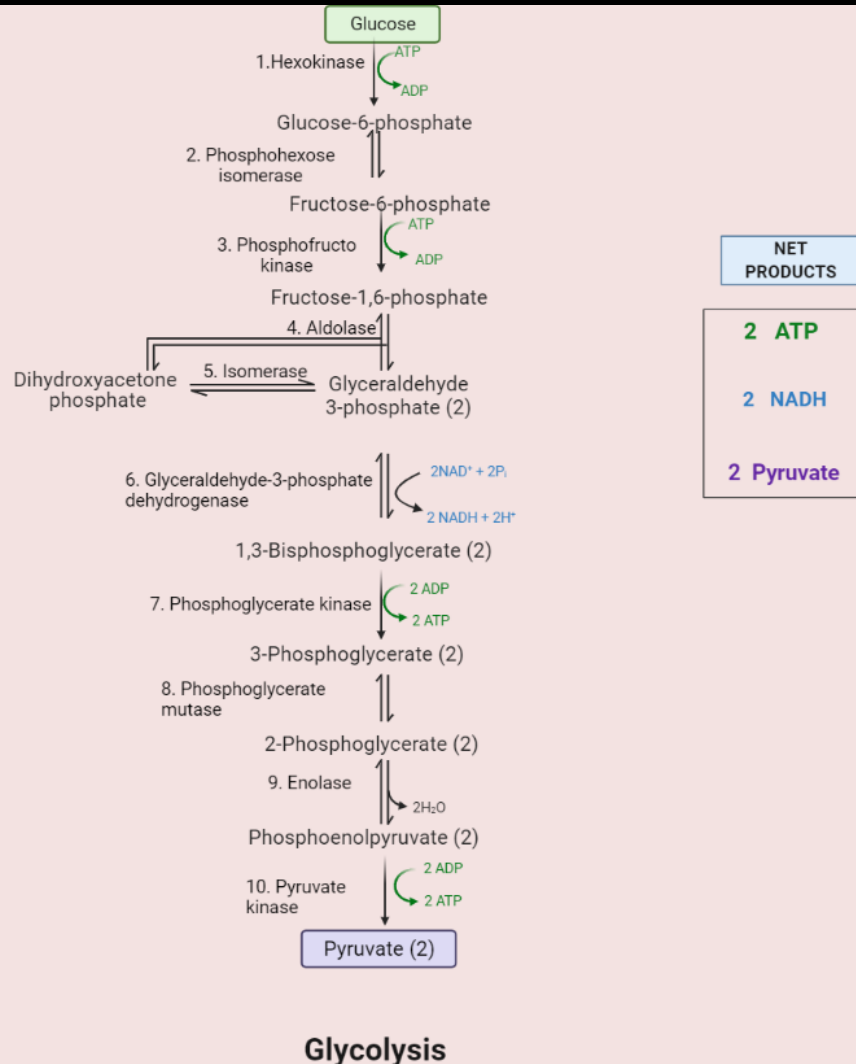 Glucose
1.Hexokinase
ATP
ADP
Glucose-6-phosphate
2. Phosphohexose
isomerase
Fructose-6-phosphate
ATP
3. Phosphofructo
kinase
ADP
Fructose-1,6-phosphate
4. Aldolase
Dihydroxyacetone
phosphate
5. Isomerase
Glyceraldehyde
3-phosphate (2)
6. Glyceraldehyde-3-phosphate
dehydrogenase
2NAD⁺ + 2Pᵢ
2 NADH + 2H⁺
1,3-Bisphosphoglycerate (2)
7. Phosphoglycerate kinase
2 ADP
2 ATP
3-Phosphoglycerate (2)
8. Phosphoglycerate
mutase
2-Phosphoglycerate (2)
9. Enolase
2H₂O
Phosphoenolpyruvate (2)
10. Pyruvate
kinase
2 ADP
2 ATP
Pyruvate (2)
NET
PRODUCTS
2 ATP
2 NADH
2 Pyruvate
Glycolysis